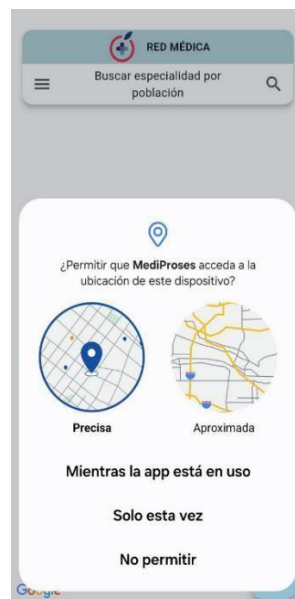 RED MÉDICA
Buscar especialidad por
población
¿Permitir que MediProses acceda a la
ubicación de este dispositivo?
Precisa
Aproximada
Mientras la app está en uso
Solo esta vez
No permitir
Google